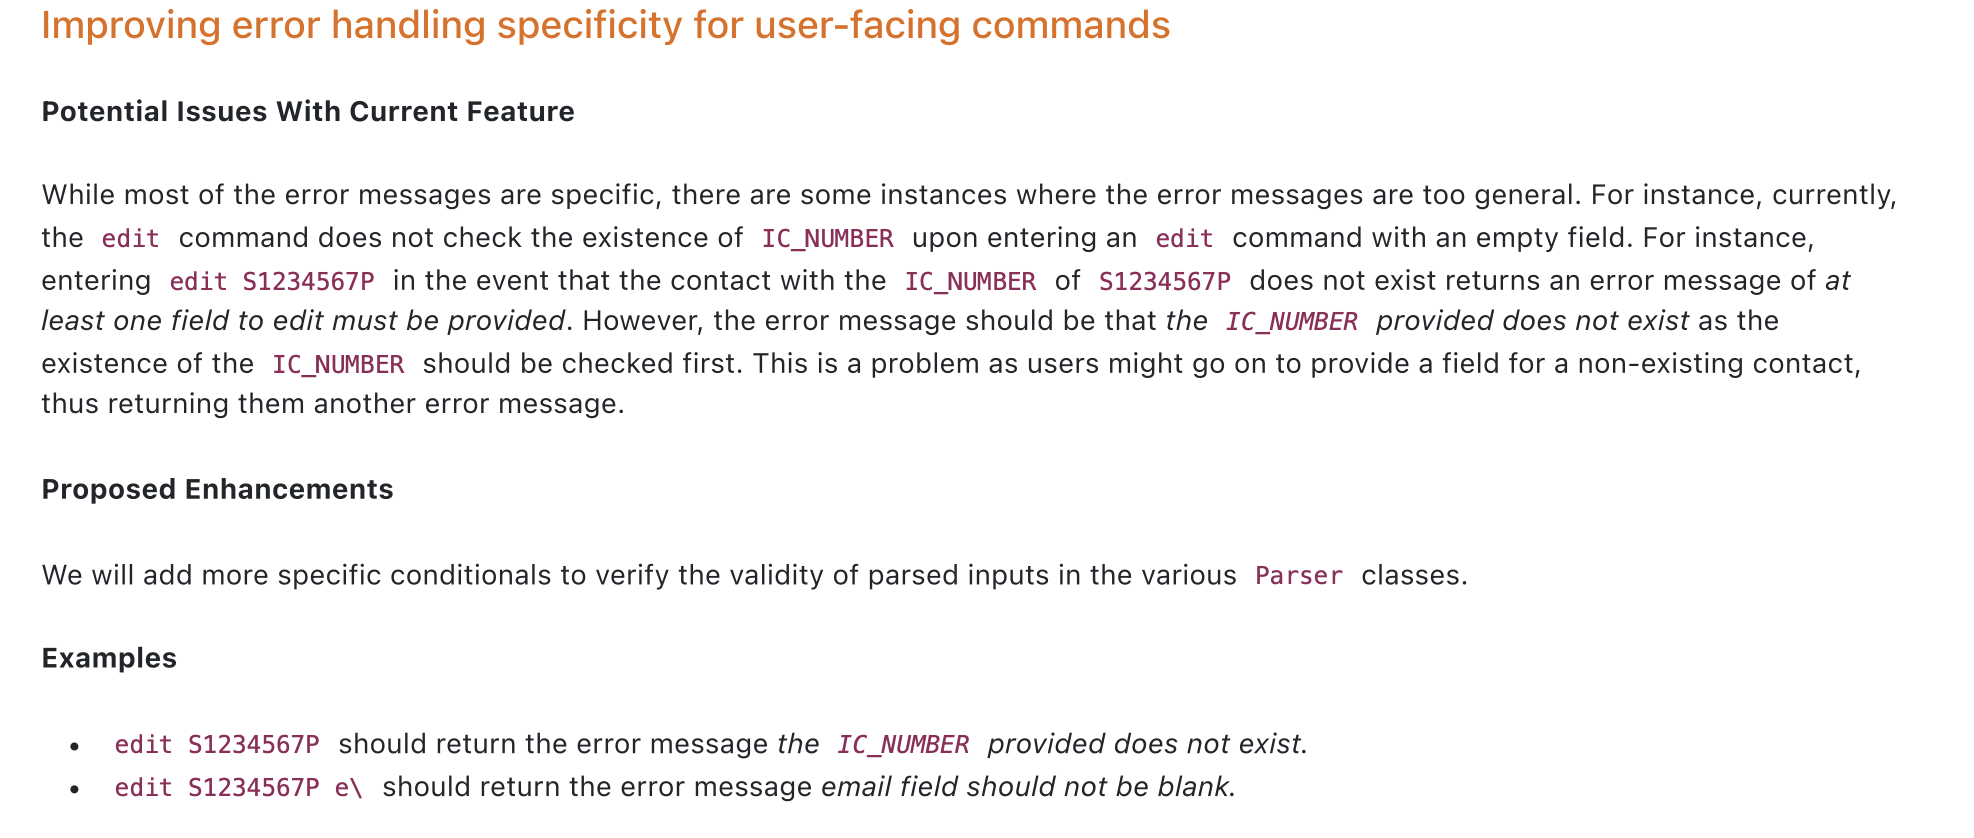 Improving error handling specificity for user-facing commands
Potential Issues With Current Feature
While most of the error messages are specific, there are some instances where the error messages are too general. For instance, currently,
the edit command does not check the existence of IC_NUMBER upon entering an edit command with an empty field. For instance,
entering edit S1234567P in the event that the contact with the IC_NUMBER of S1234567P does not exist returns an error message of at
least one field to edit must be provided. However, the error message should be that the IC_NUMBER provided does not exist as the
existence of the IC_NUMBER should be checked first. This is a problem as users might go on to provide a field for a non-existing contact,
thus returning them another error message.
Proposed Enhancements
We will add more specific conditionals to verify the validity of parsed inputs in the various Parser classes.
Examples
• edit S1234567P should return the error message the IC_NUMBER provided does not exist.
• edit S1234567P e\ should return the error message email field should not be blank.